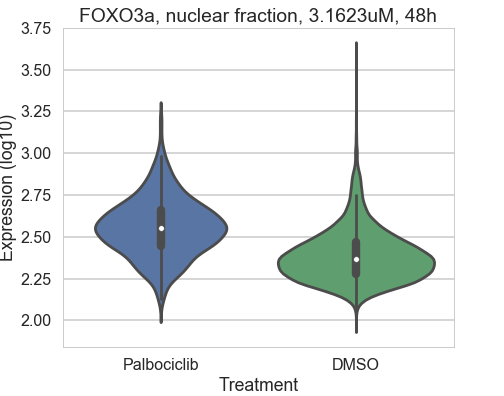 FOXO3a, nuclear fraction, 3.1623uM, 48h
3.75
3.50
3.25
3.00
2.75
2.50
2.25
2.00
Expression (log10)
Palbociclib
DMSO
Treatment